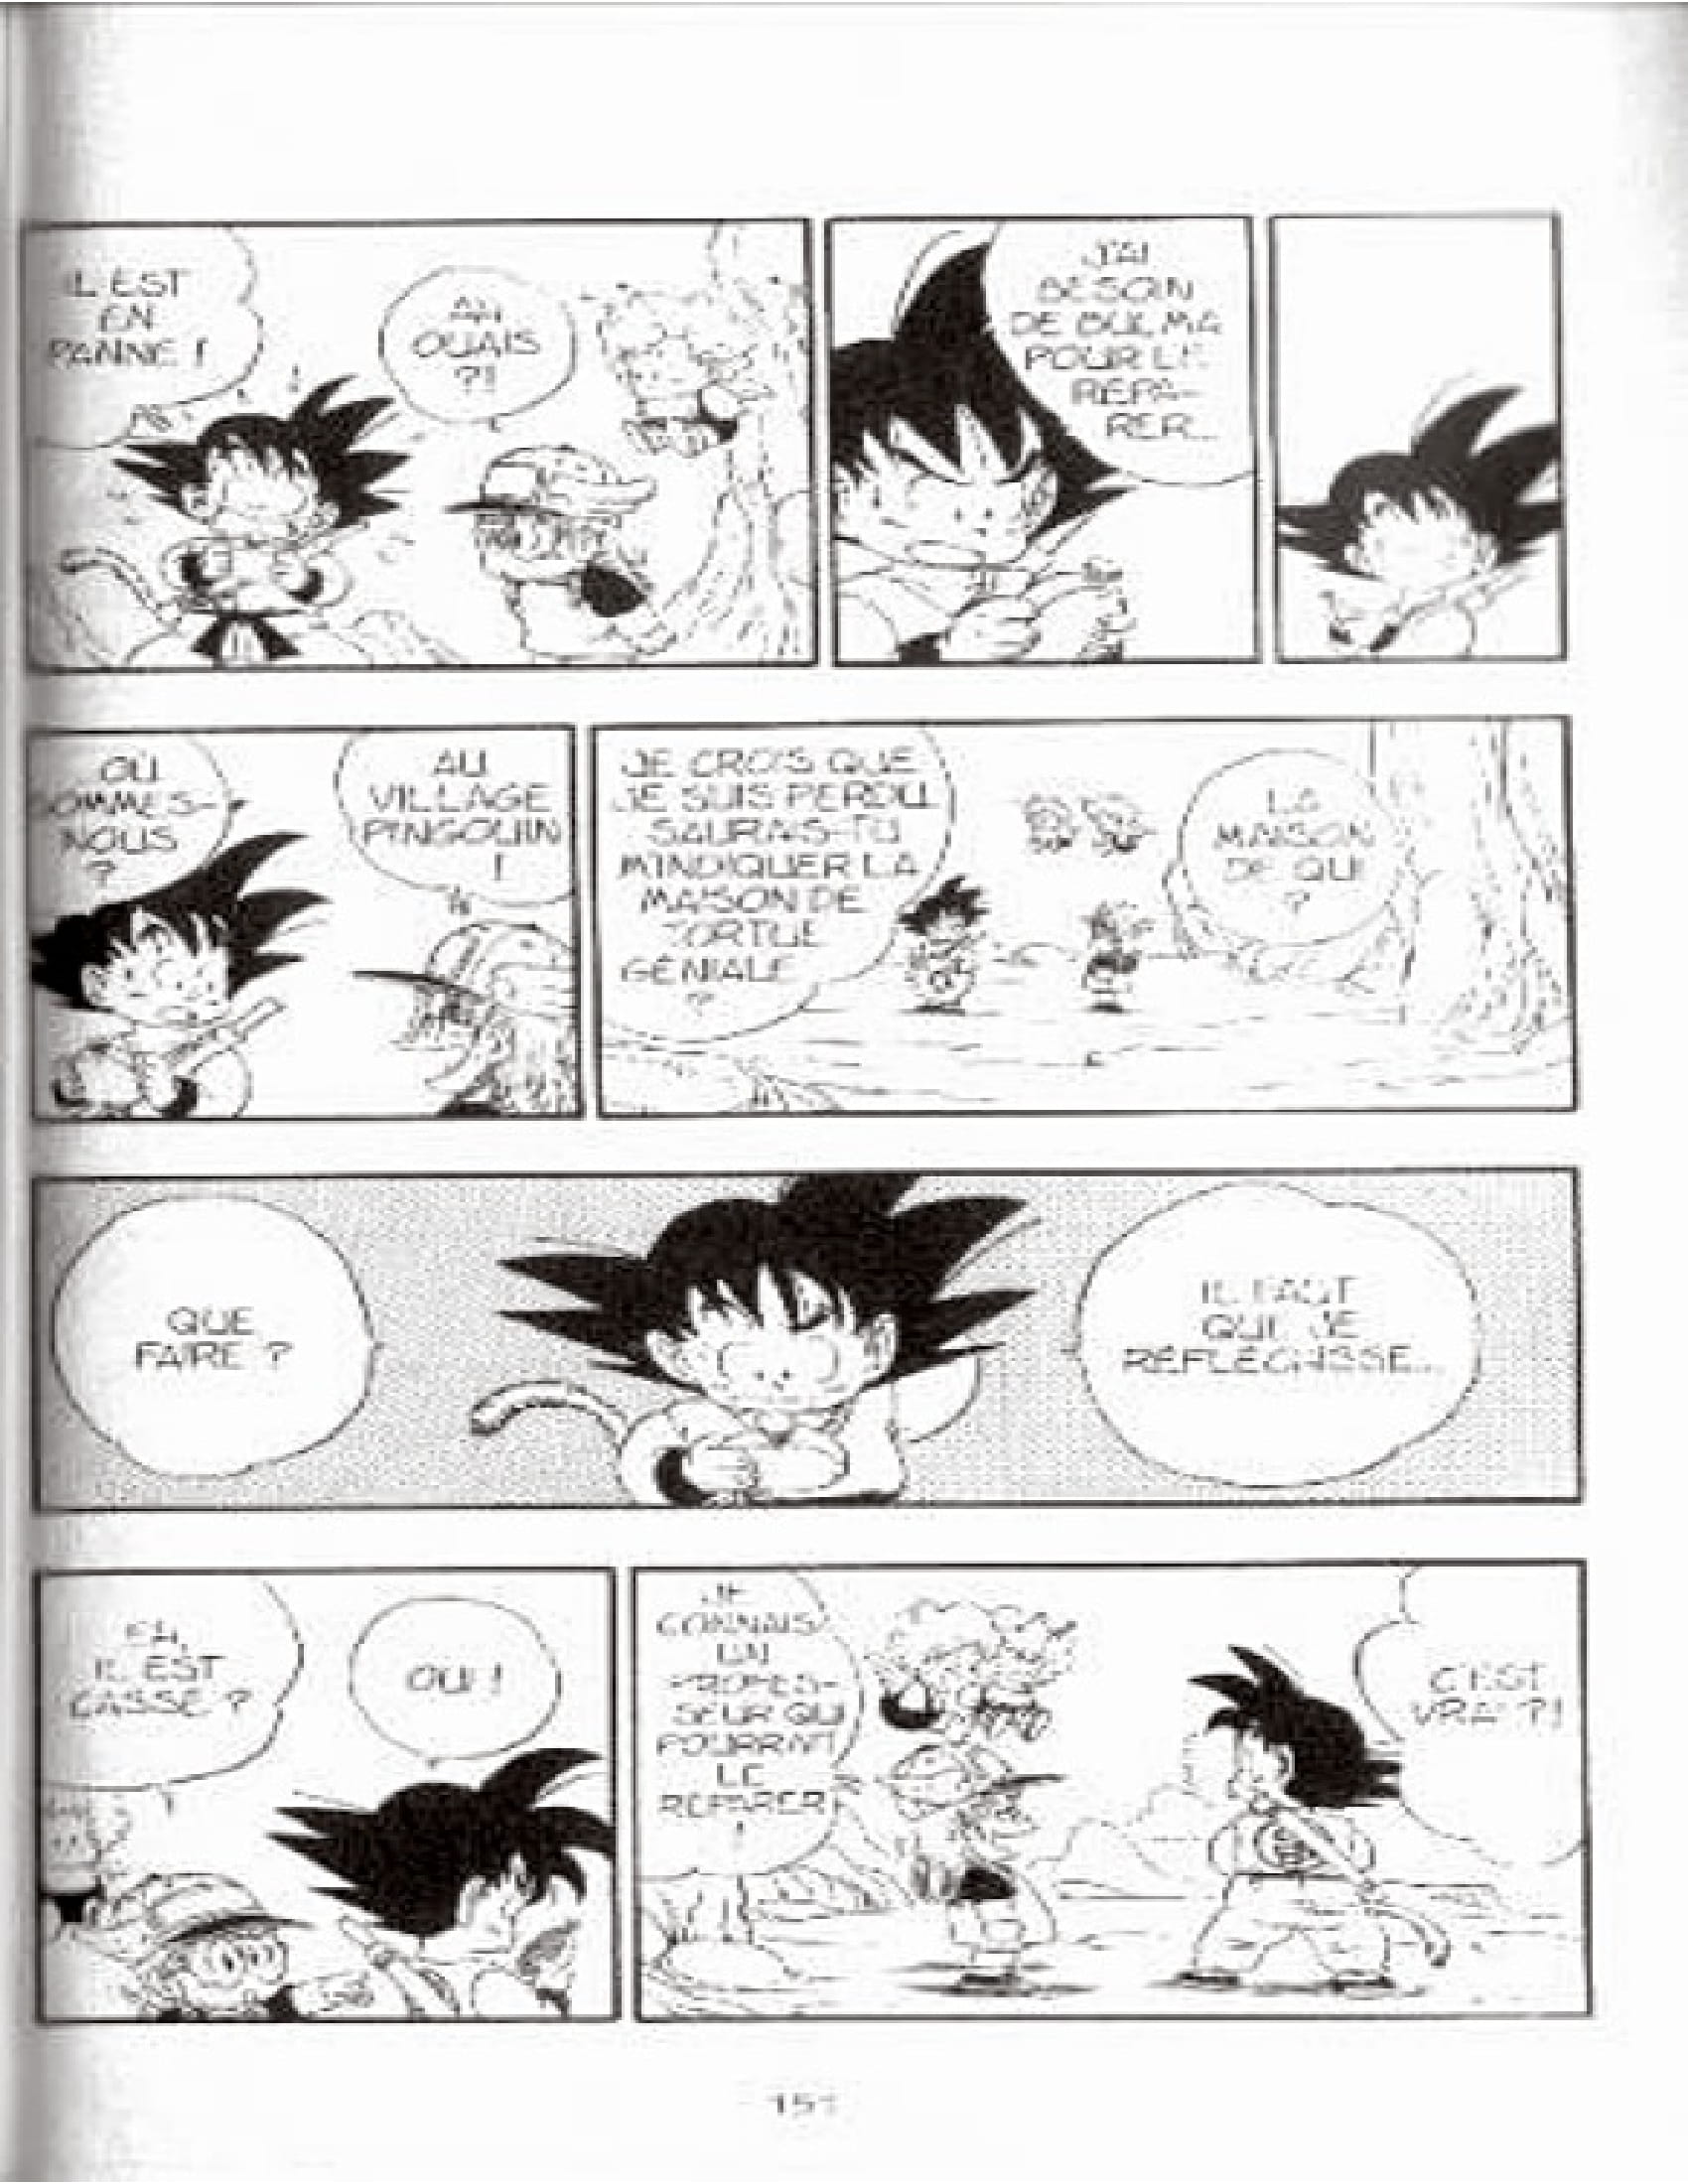 IL EST
EN
PANNE !
AH
OUAIS
?!
J'AI
BESOIN
DE BULMA
POUR LE
RÉPA-
RER...
OÙ
SOMMES-
NOUS
?
AU
VILLAGE
PINGOUIN
!
JE CROIS QUE
JE SUIS PERDU
SAURAIS-TU
M'INDIQUER LA
MAISON DE
TORTUE
GÉNIALE
?
LA
MAISON
DE QUI
?
QUE
FAIRE ?
IL FAUT
QUE JE
RÉFLÉCHISSE...
EH,
IL EST
CASSÉ ?
OUI !
JE
CONNAIS
UN
PROFES-
SEUR QUI
POURRAIT
LE
RÉPARER
!
C'EST
VRAI ?!
151